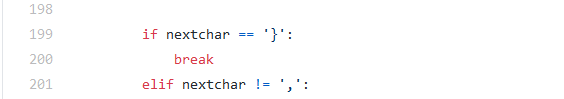 198
199 if nextchar == '}':
200 break
201 elif nextchar != ',':